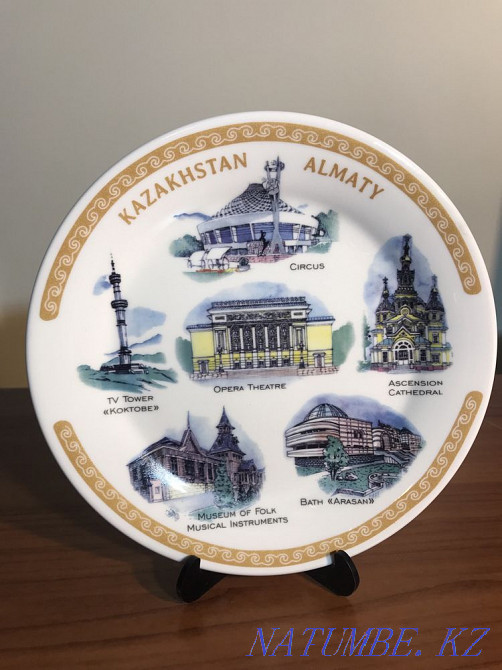 KAZAKHSTAN ALMATY
CIRCUS
TV TOWER
«KOKTOBE»
OPERA THEATRE
ASCENSION
CATHEDRAL
MUSEUM OF FOLK
MUSICAL INSTRUMENTS
BATH «ARASAN»
NATUMBE.KZ